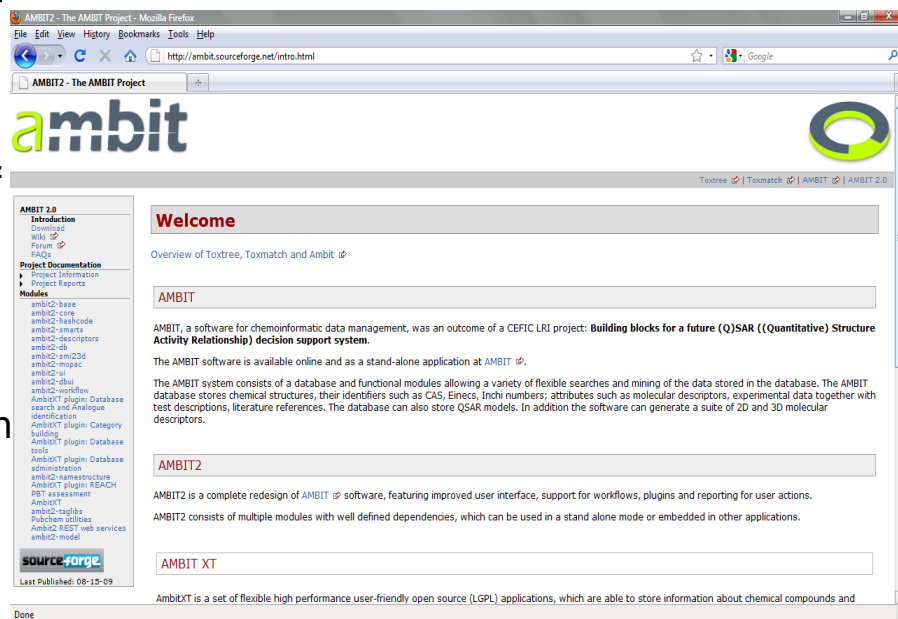 AMBIT2 - The AMBIT Project - Mozilla Firefox
File Edit View History Bookmarks Tools Help
http://ambit.sourceforge.net/intro.html
Google
AMBIT2 - The AMBIT Project
ambit
Toxtree | Toxmatch | AMBIT | AMBIT 2.0
AMBIT 2.0
Introduction
Download
Wiki
Forum
FAQs
Project Documentation
Project Information
Project Reports
Modules
ambit2-base
ambit2-core
ambit2-hashcode
ambit2-smarts
ambit2-descriptors
ambit2-db
ambit2-smi23d
ambit2-mopac
ambit2-ui
ambit2-dbui
ambit2-workflow
AmbitXT plugin: Database
search and Analogue
identification
AmbitXT plugin: Category
building
AmbitXT plugin: Database
tools
AmbitXT plugin: Database
administration
ambit2-namestructure
AmbitXT plugin: REACH
PBT assessment
AmbitXT
ambit2-taglibs
Pubchem utilities
Ambit2 REST web services
ambit2-model
sourceforge
Last Published: 08-15-09
Welcome
Overview of Toxtree, Toxmatch and Ambit
AMBIT
AMBIT, a software for chemoinformatic data management, was an outcome of a CEFIC LRI project: Building blocks for a future (Q)SAR ((Quantitative) Structure
Activity Relationship) decision support system.
The AMBIT software is available online and as a stand-alone application at AMBIT .
The AMBIT system consists of a database and functional modules allowing a variety of flexible searches and mining of the data stored in the database. The AMBIT
database stores chemical structures, their identifiers such as CAS, Einecs, Inchi numbers; attributes such as molecular descriptors, experimental data together with
test descriptions, literature references. The database can also store QSAR models. In addition the software can generate a suite of 2D and 3D molecular
descriptors.
AMBIT2
AMBIT2 is a complete redesign of AMBIT software, featuring improved user interface, support for workflows, plugins and reporting for user actions.
AMBIT2 consists of multiple modules with well defined dependencies, which can be used in a stand alone mode or embedded in other applications.
AMBIT XT
AmbitXT is a set of flexible high performance user-friendly open source (LGPL) applications, which are able to store information about chemical compounds and
Done